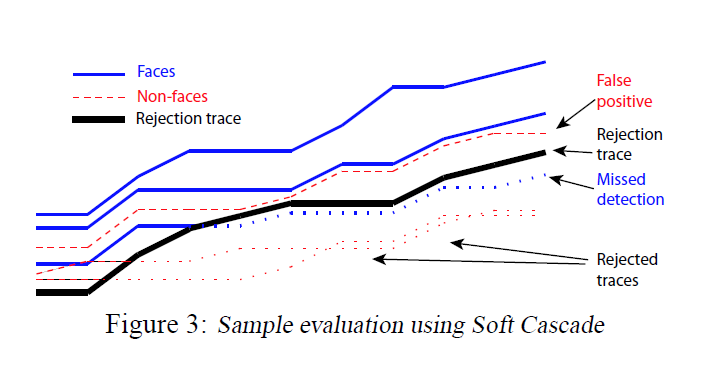 Faces
Non-faces
Rejection trace
False
positive
Rejection
trace
Missed
detection
Rejected
traces
Figure 3: Sample evaluation using Soft Cascade